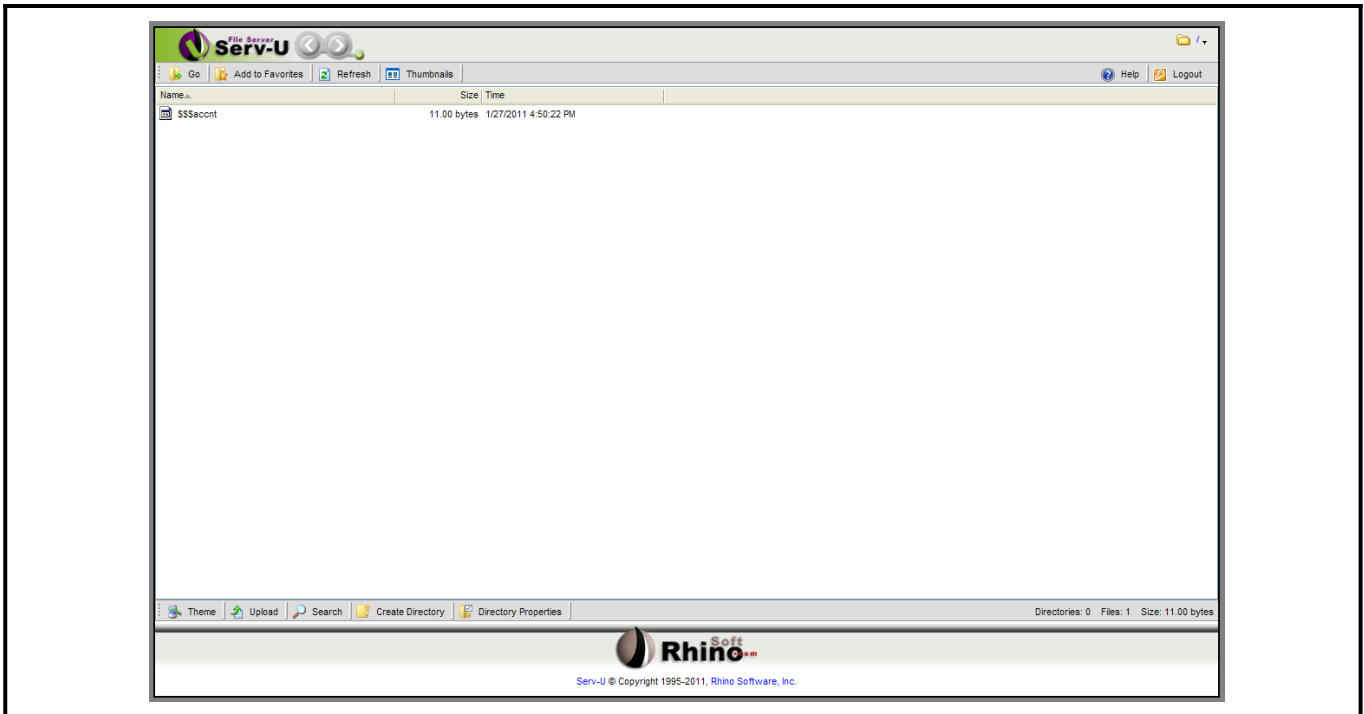 File Server
Serv-U
/
Go Add to Favorites Refresh Thumbnails Help Logout
Name Size Time
$$$accnt 11.00 bytes 1/27/2011 4:50:22 PM
Theme Upload Search Create Directory Directory Properties Directories: 0 Files: 1 Size: 11.00 bytes
RhinoSoft.com
Serv-U © Copyright 1995-2011, Rhino Software, Inc.